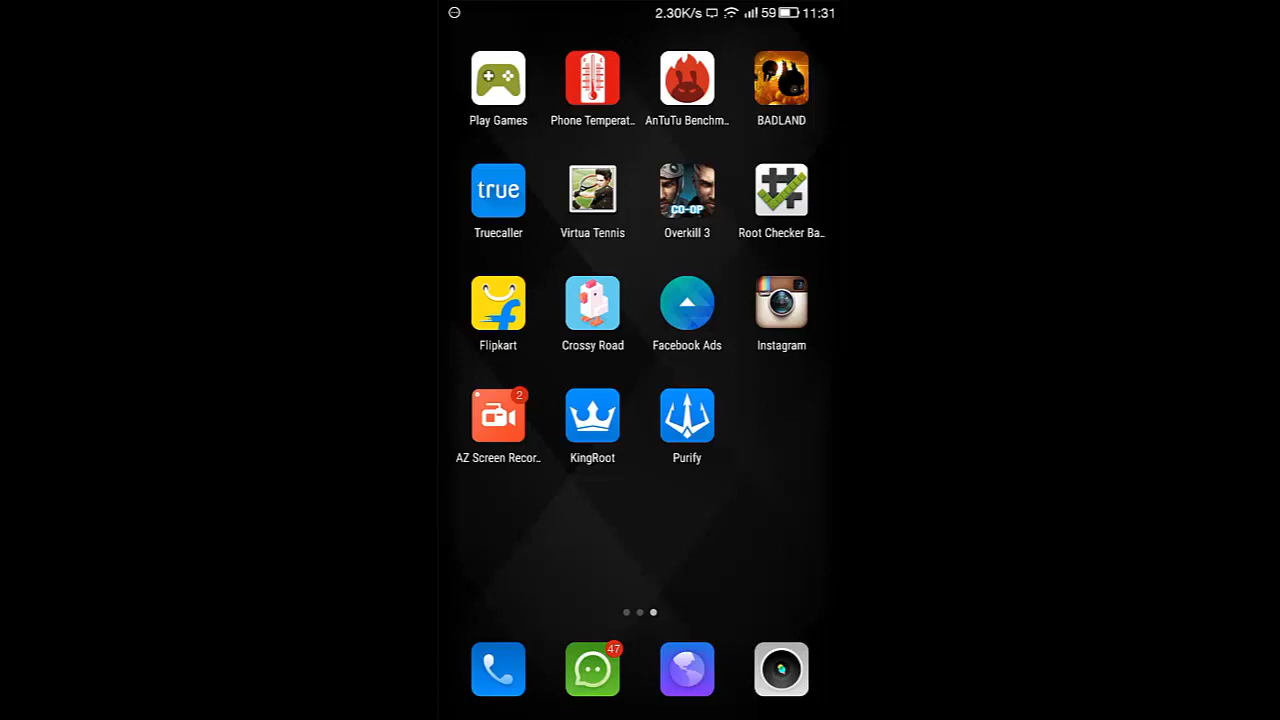 2.30K/s 59 11:31
Play Games Phone Temperat.. AnTuTu Benchm.. BADLAND
true
CO-OP
Truecaller Virtua Tennis Overkill 3 Root Checker Ba..
Flipkart Crossy Road Facebook Ads Instagram
2
AZ Screen Recor.. KingRoot Purify
47